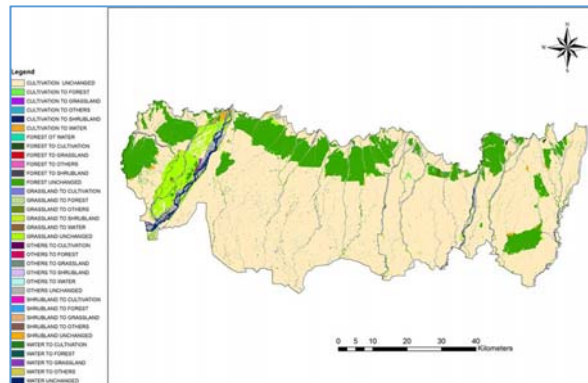 N
W
E
S
Legend
CULTIVATION UNCHANGED
CULTIVATION TO FOREST
CULTIVATION TO GRASSLAND
CULTIVATION TO OTHERS
CULTIVATION TO SHRUBLAND
CULTIVATION TO WATER
FOREST OT WATER
FOREST TO CULTIVATION
FOREST TO GRASSLAND
FOREST TO OTHERS
FOREST TO SHRUBLAND
FOREST UNCHANGED
GRASSLAND TO CULTIVATION
GRASSLAND TO FOREST
GRASSLAND TO OTHERS
GRASSLAND TO SHRUBLAND
GRASSLAND TO WATER
GRASSLAND UNCHANGED
OTHERS TO CULTIVATION
OTHERS TO FOREST
OTHERS TO GRASSLAND
OTHERS TO SHRUBLAND
OTHERS TO WATER
OTHERS UNCHANGED
SHRUBLAND TO CULTIVATION
SHRUBLAND TO FOREST
SHRUBLAND TO GRASSLAND
SHRUBLAND TO OTHERS
SHRUBLAND UNCHANGED
WATER TO CULTIVATION
WATER TO FOREST
WATER TO GRASSLAND
WATER TO OTHERS
WATER UNCHANGED
0 5 10 20 30 40
Kilometers